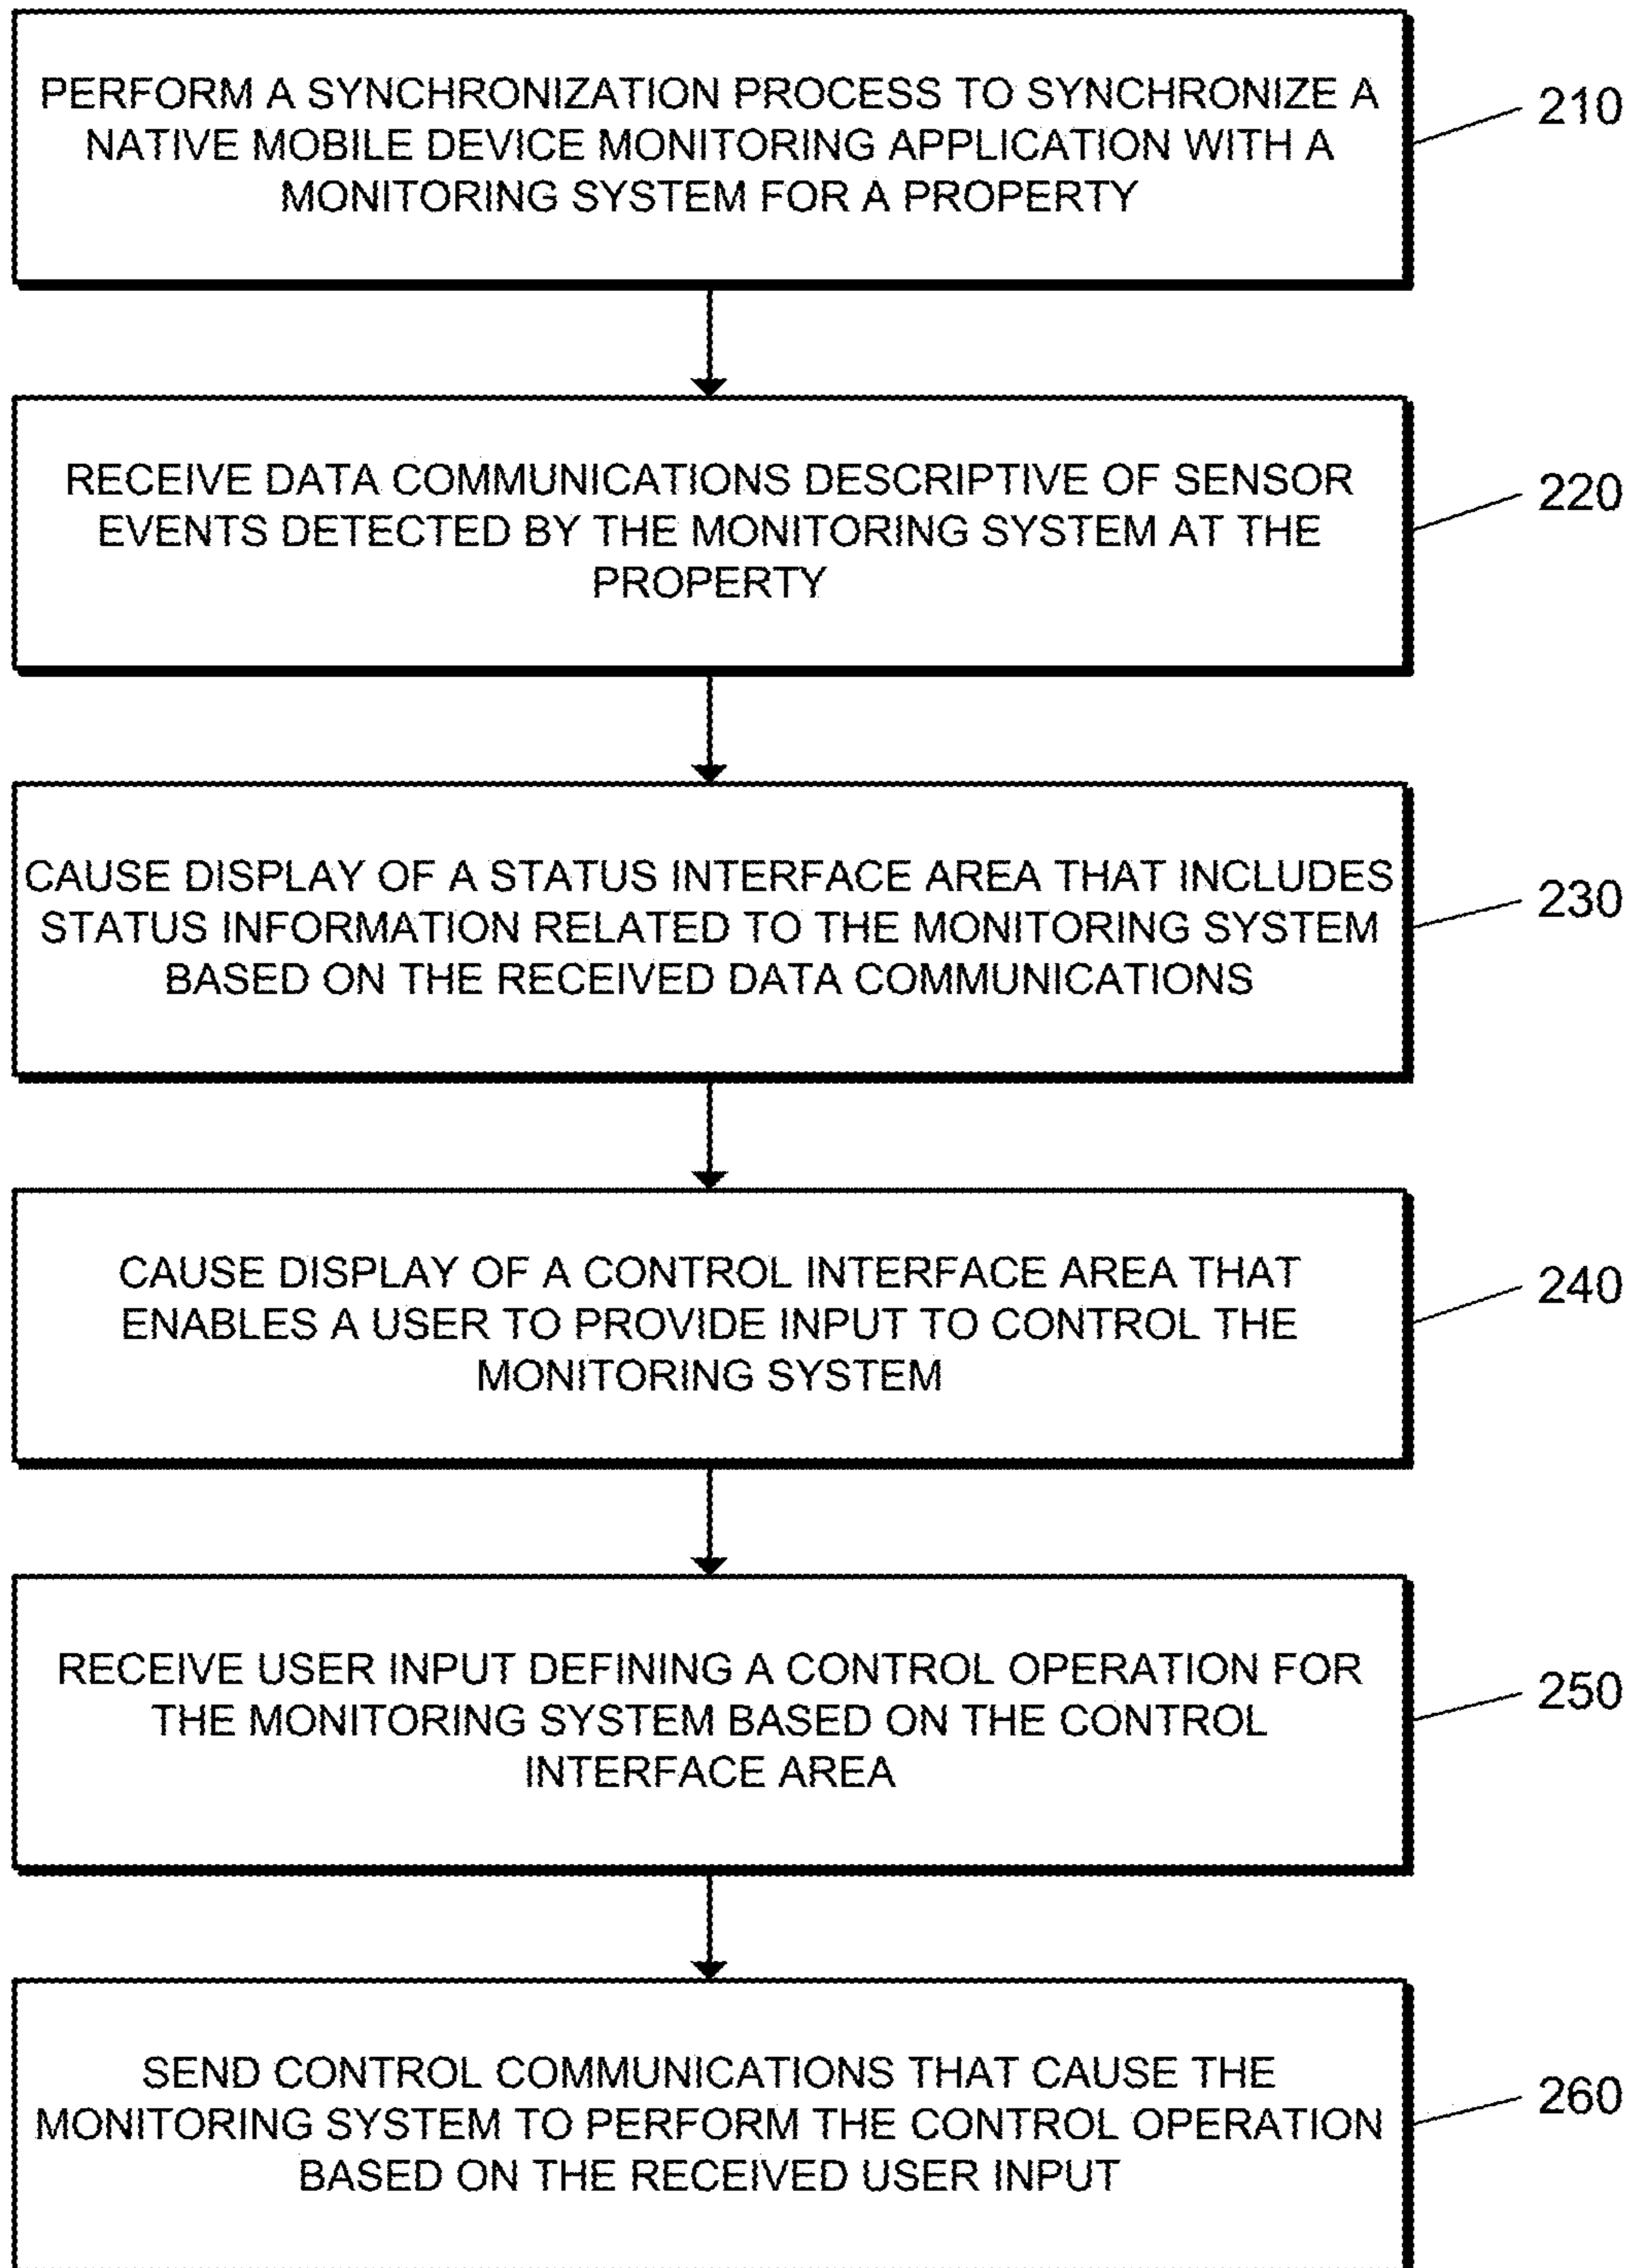 PERFORM A SYNCHRONIZATION PROCESS TO SYNCHRONIZE A
NATIVE MOBILE DEVICE MONITORING APPLICATION WITH A
MONITORING SYSTEM FOR A PROPERTY
210
RECEIVE DATA COMMUNICATIONS DESCRIPTIVE OF SENSOR
EVENTS DETECTED BY THE MONITORING SYSTEM AT THE
PROPERTY
220
CAUSE DISPLAY OF A STATUS INTERFACE AREA THAT INCLUDES
STATUS INFORMATION RELATED TO THE MONITORING SYSTEM
BASED ON THE RECEIVED DATA COMMUNICATIONS
230
CAUSE DISPLAY OF A CONTROL INTERFACE AREA THAT
ENABLES A USER TO PROVIDE INPUT TO CONTROL THE
MONITORING SYSTEM
240
RECEIVE USER INPUT DEFINING A CONTROL OPERATION FOR
THE MONITORING SYSTEM BASED ON THE CONTROL
INTERFACE AREA
250
SEND CONTROL COMMUNICATIONS THAT CAUSE THE
MONITORING SYSTEM TO PERFORM THE CONTROL OPERATION
BASED ON THE RECEIVED USER INPUT
260